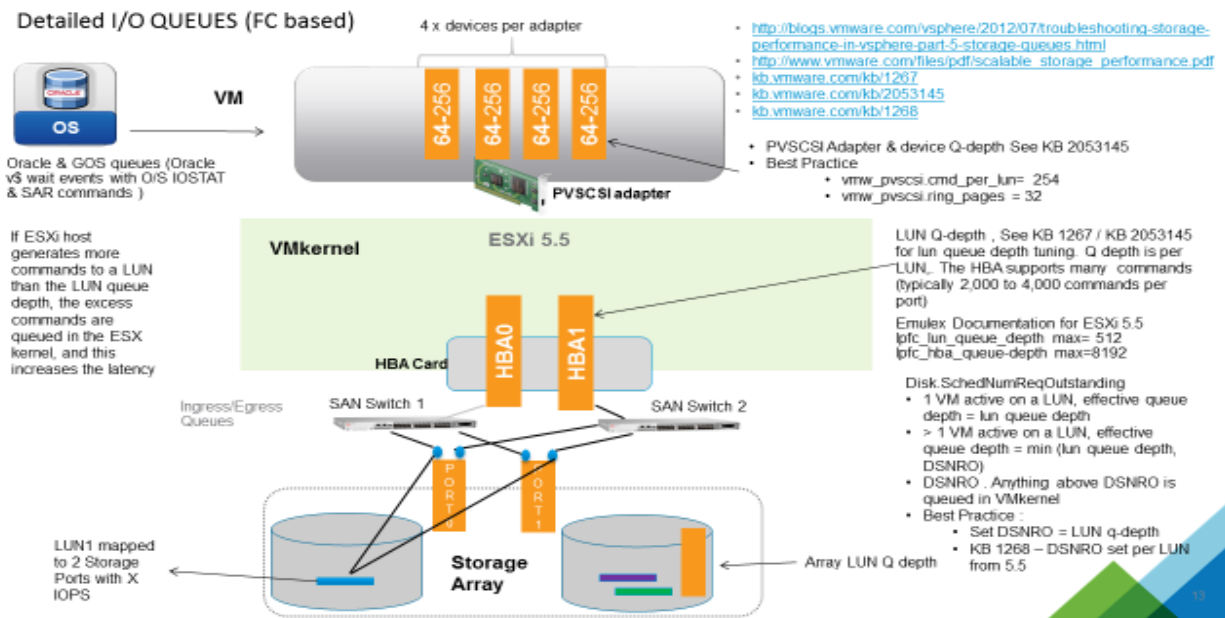 Detailed I/O QUEUES (FC based)
4 x devices per adapter
http://blogs.vmware.com/vsphere/2012/07/troubleshooting-storage-
performance-in-vsphere-part-5-storage-queues.html
http://www.vmware.com/files/pdf/scalable_storage_performance.pdf
kb.vmware.com/kb/1267
kb.vmware.com/kb/2053145
kb.vmware.com/kb/1268
ORACLE
OS
VM
64-256
64-256
64-256
64-256
Oracle & GOS queues (Oracle
v$ wait events with O/S IOSTAT
& SAR commands )
PVSCSI adapter
• PVSCSI Adapter & device Q-depth See KB 2053145
• Best Practice
• vmw_pvscsi.cmd_per_lun= 254
• vmw_pvscsi.ring_pages = 32
If ESXi host
generates more
commands to a LUN
than the LUN queue
depth, the excess
commands are
queued in the ESX
kernel, and this
increases the latency
VMkernel
ESXi 5.5
LUN Q-depth , See KB 1267 / KB 2053145
for lun queue depth tuning. Q depth is per
LUN,. The HBA supports many commands
(typically 2,000 to 4,000 commands per
port)
Emulex Documentation for ESXi 5.5
lpfc_lun_queue_depth max= 512
lpfc_hba_queue-depth max=8192
HBA0
HBA1
HBA Card
Ingress/Egress
Queues
SAN Switch 1
SAN Switch 2
Disk.SchedNumReqOutstanding
• 1 VM active on a LUN, effective queue
depth = lun queue depth
• > 1 VM active on a LUN, effective
queue depth = min (lun queue depth,
DSNRO)
• DSNRO . Anything above DSNRO is
queued in VMkernel
• Best Practice :
• Set DSNRO = LUN q-depth
• KB 1268 – DSNRO set per LUN
from 5.5
PORT0
PORT1
LUN1 mapped
to 2 Storage
Ports with X
IOPS
Storage
Array
Array LUN Q depth
13